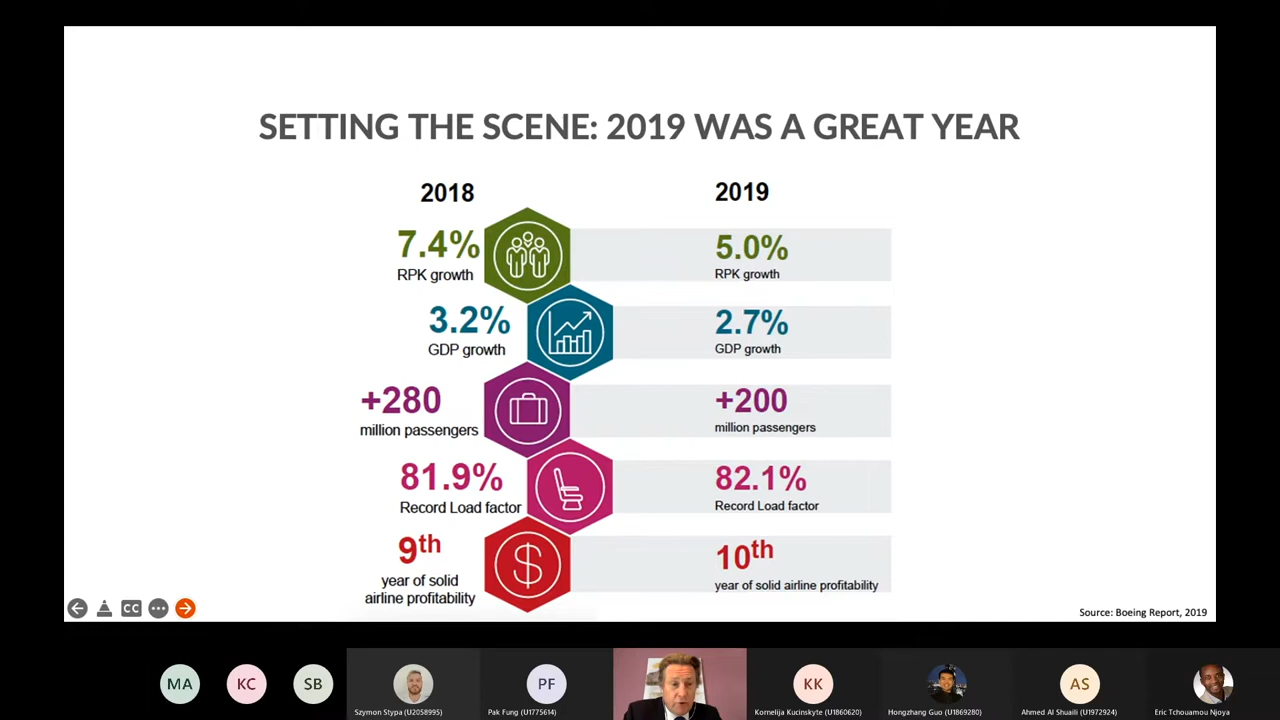 SETTING THE SCENE: 2019 WAS A GREAT YEAR
2018
2019
7.4%
RPK growth
5.0%
RPK growth
3.2%
GDP growth
2.7%
GDP growth
+280
million passengers
+200
million passengers
81.9%
Record Load factor
82.1%
Record Load factor
9th
year of solid
airline profitability
10th
year of solid airline profitability
CC
Source: Boeing Report, 2019
MA
KC
SB
PF
KK
AS
Szymon Stypa (U2058995)
Pak Fung (U1775614)
Kornelija Kucinskyte (U1860620)
Hongzhang Guo (U1869280)
Ahmed Al Shuaili (U1972924)
Eric Tchouamou Njoya